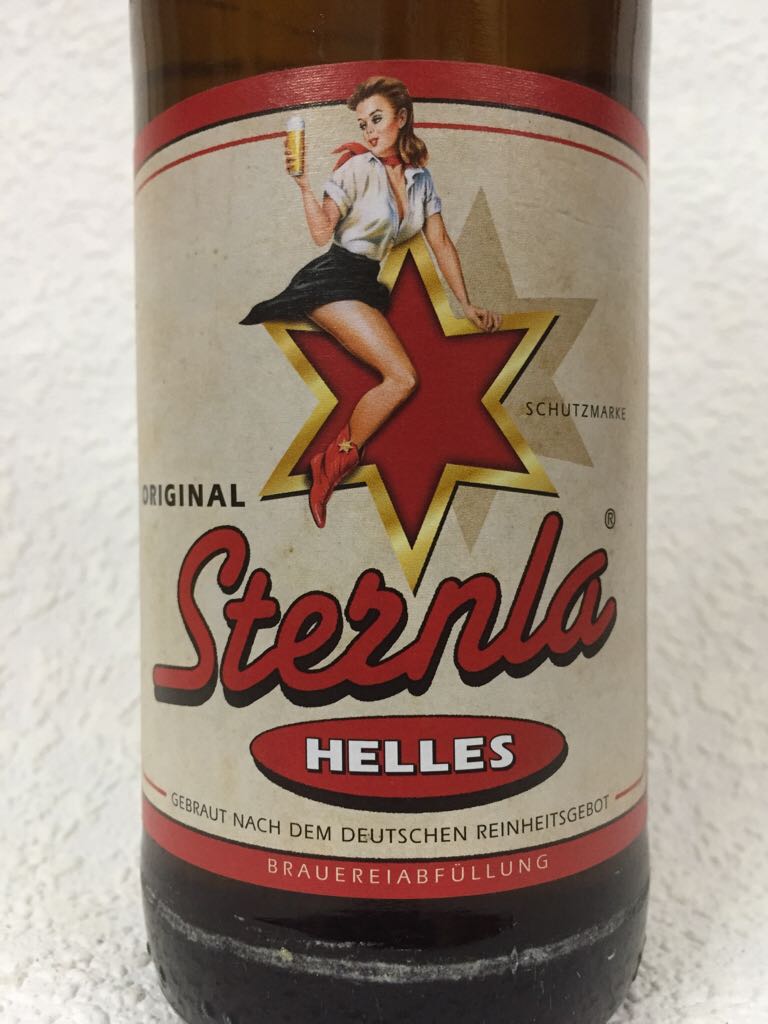 SCHUTZMARKE
ORIGINAL
®
Sternla
HELLES
GEBRAUT NACH DEM DEUTSCHEN REINHEITSGEBOT
BRAUEREIABFÜLLUNG